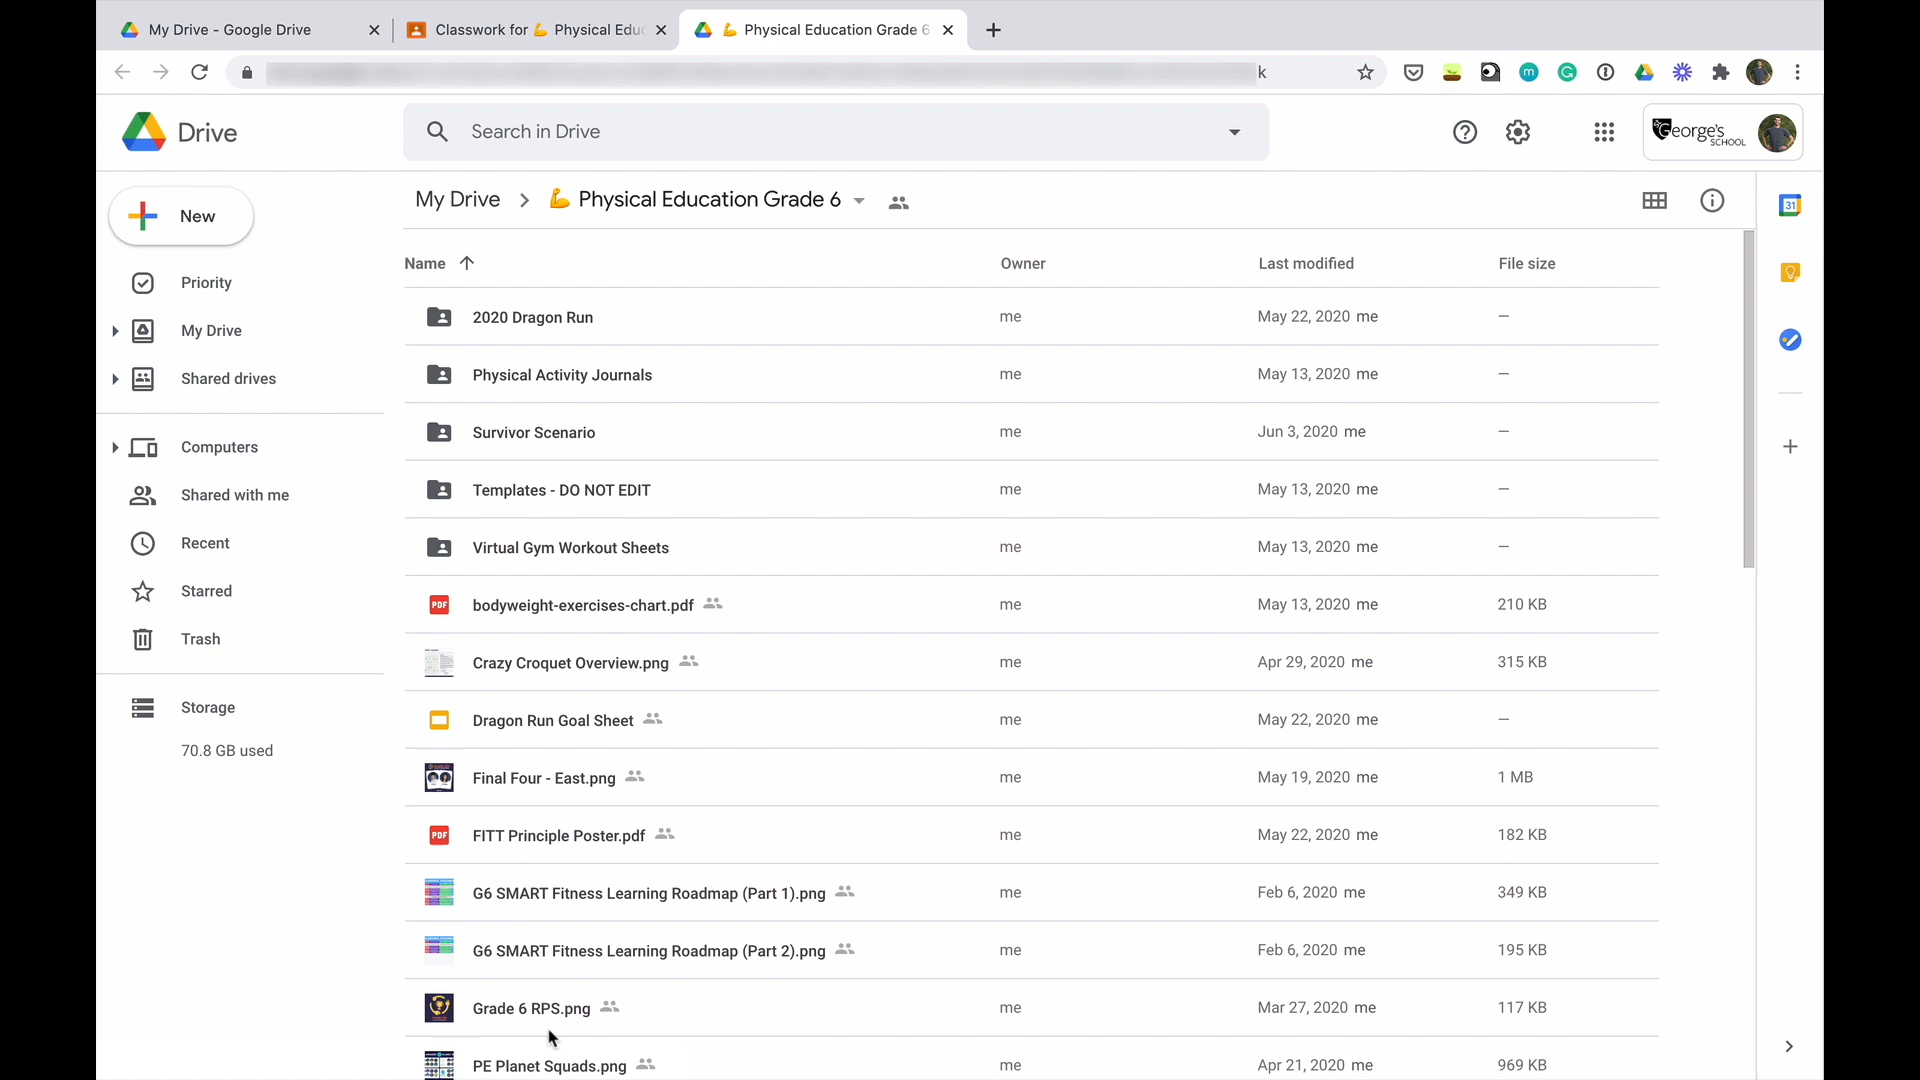 My Drive - Google Drive
Classwork for 💪 Physical Edu
💪 Physical Education Grade 6
k
Drive
Search in Drive
George's SCHOOL
New
My Drive > 💪 Physical Education Grade 6
Priority
My Drive
Shared drives
Computers
Shared with me
Recent
Starred
Trash
Storage
70.8 GB used
Name Owner Last modified File size
2020 Dragon Run me May 22, 2020 me —
Physical Activity Journals me May 13, 2020 me —
Survivor Scenario me Jun 3, 2020 me —
Templates - DO NOT EDIT me May 13, 2020 me —
Virtual Gym Workout Sheets me May 13, 2020 me —
PDF bodyweight-exercises-chart.pdf me May 13, 2020 me 210 KB
Crazy Croquet Overview.png me Apr 29, 2020 me 315 KB
Dragon Run Goal Sheet me May 22, 2020 me —
Final Four - East.png me May 19, 2020 me 1 MB
PDF FITT Principle Poster.pdf me May 22, 2020 me 182 KB
G6 SMART Fitness Learning Roadmap (Part 1).png me Feb 6, 2020 me 349 KB
G6 SMART Fitness Learning Roadmap (Part 2).png me Feb 6, 2020 me 195 KB
Grade 6 RPS.png me Mar 27, 2020 me 117 KB
PE Planet Squads.png me Apr 21, 2020 me 969 KB
31